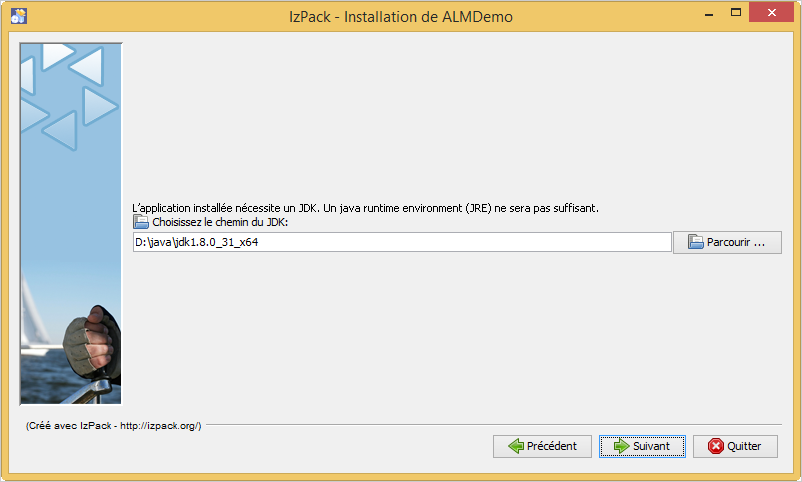 IzPack - Installation de ALMDemo
L'application installée nécessite un JDK. Un java runtime environment (JRE) ne sera pas suffisant.
Choisissez le chemin du JDK:
D:\java\jdk1.8.0_31_x64
Parcourir ...
(Créé avec IzPack - http://izpack.org/)
Précédent
Suivant
Quitter